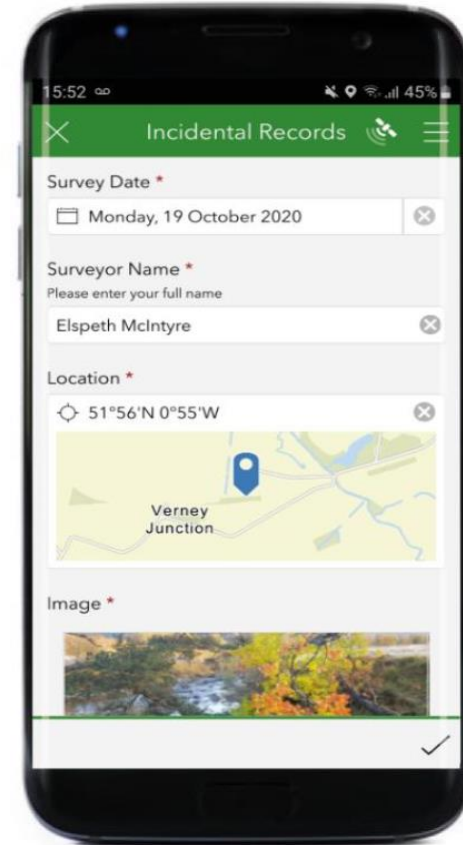 15:52
45%
Incidental Records
Survey Date *
Monday, 19 October 2020
Surveyor Name *
Please enter your full name
Elspeth McIntyre
Location *
51°56'N 0°55'W
Verney
Junction
Image *